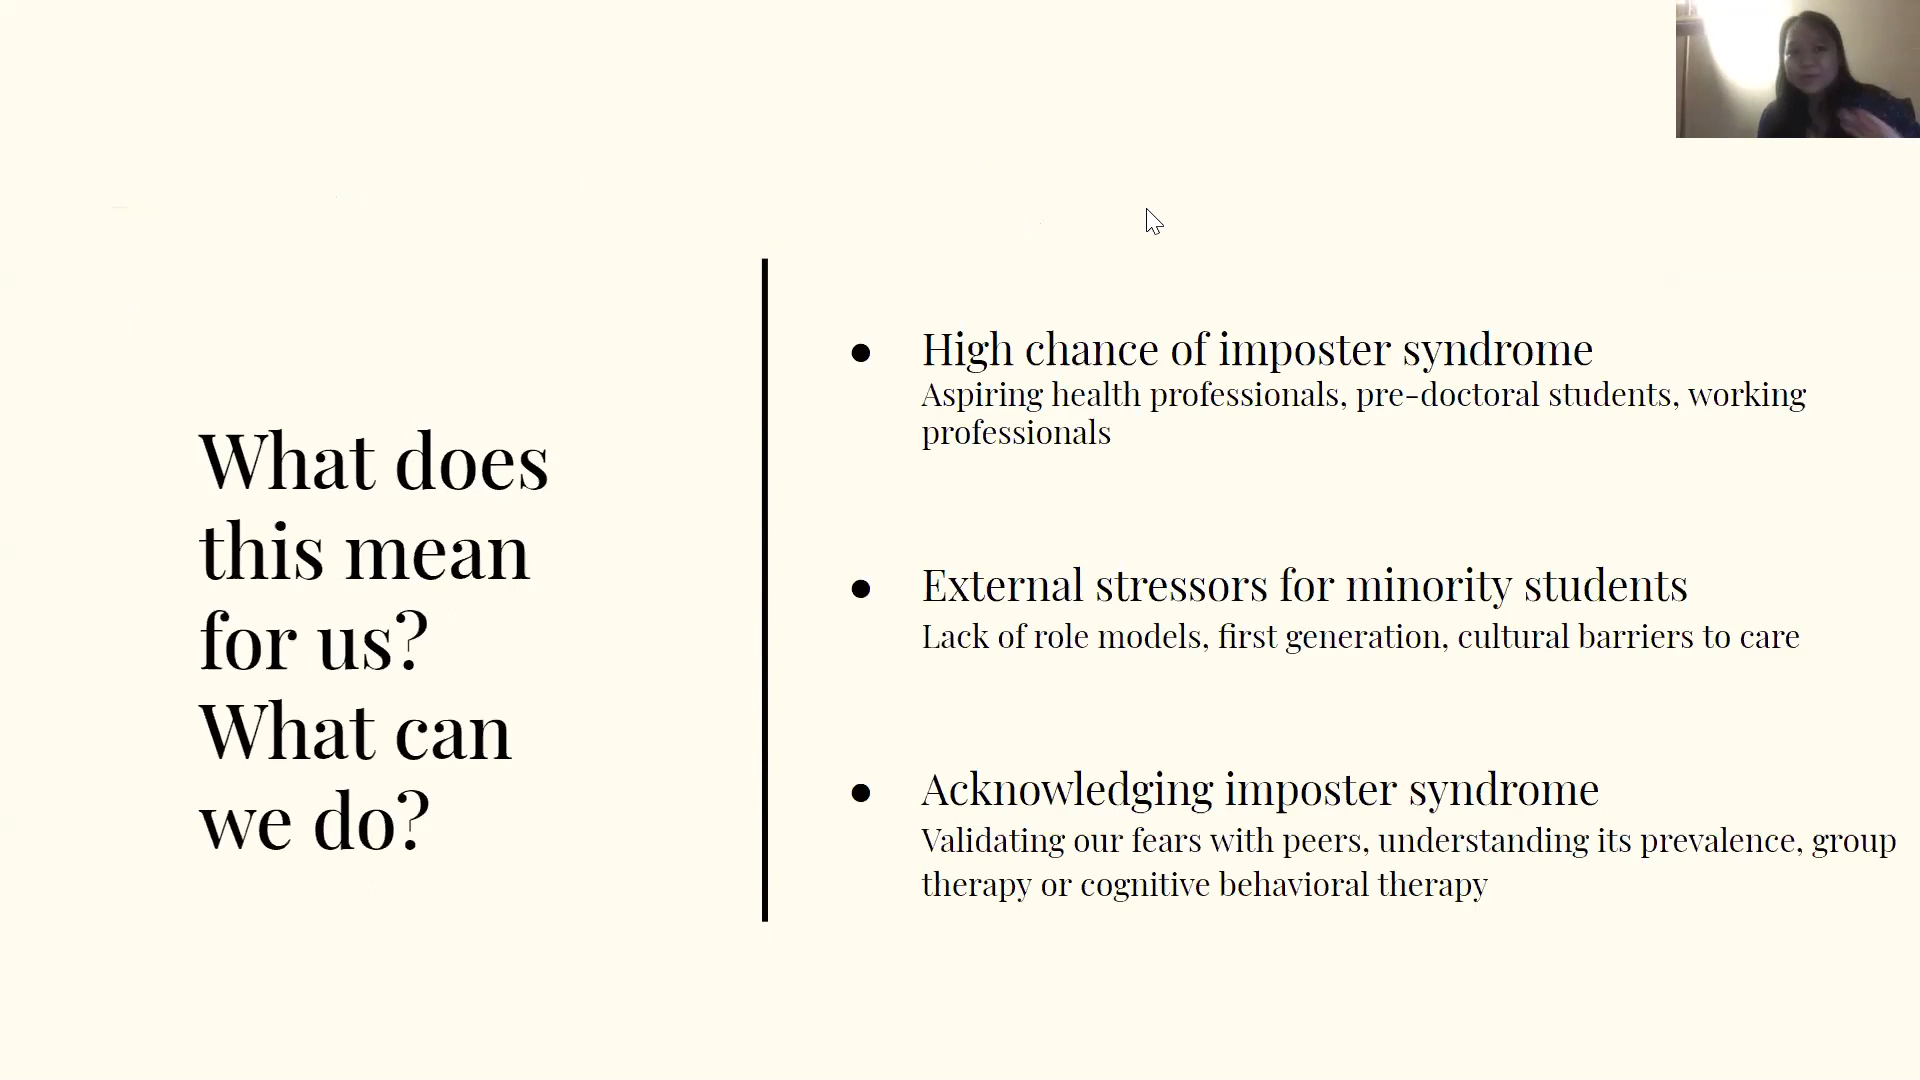 What does
this mean
for us?
What can
we do?
● High chance of imposter syndrome
Aspiring health professionals, pre-doctoral students, working
professionals
● External stressors for minority students
Lack of role models, first generation, cultural barriers to care
● Acknowledging imposter syndrome
Validating our fears with peers, understanding its prevalence, group
therapy or cognitive behavioral therapy